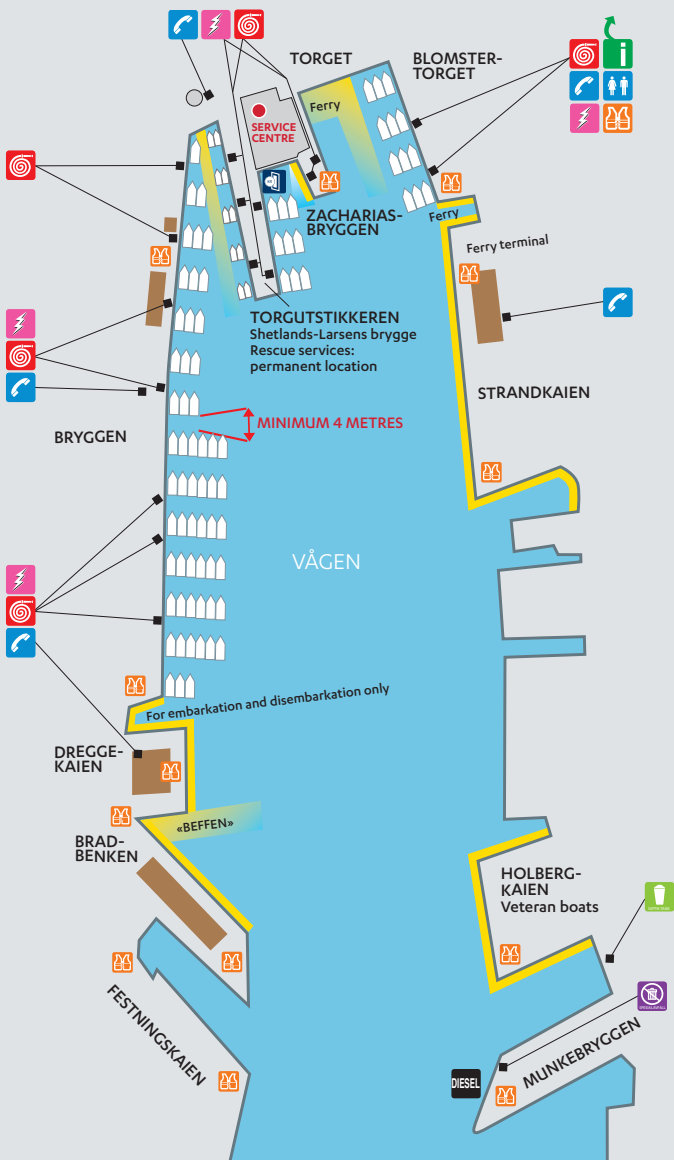 TORGET
BLOMSTER-
TORGET
Ferry
SERVICE
CENTRE
ZACHARIAS-
BRYGGEN
Ferry
Ferry terminal
TORGUTSTIKKEREN
Shetlands-Larsens brygge
Rescue services:
permanent location
STRANDKAIEN
MINIMUM 4 METRES
BRYGGEN
VÅGEN
For embarkation and disembarkation only
DREGGE-
KAIEN
«BEFFEN»
BRAD-
BENKEN
HOLBERG-
KAIEN
Veteran boats
FESTNINGSKAIEN
MUNKEBRYGGEN
DIESEL
i